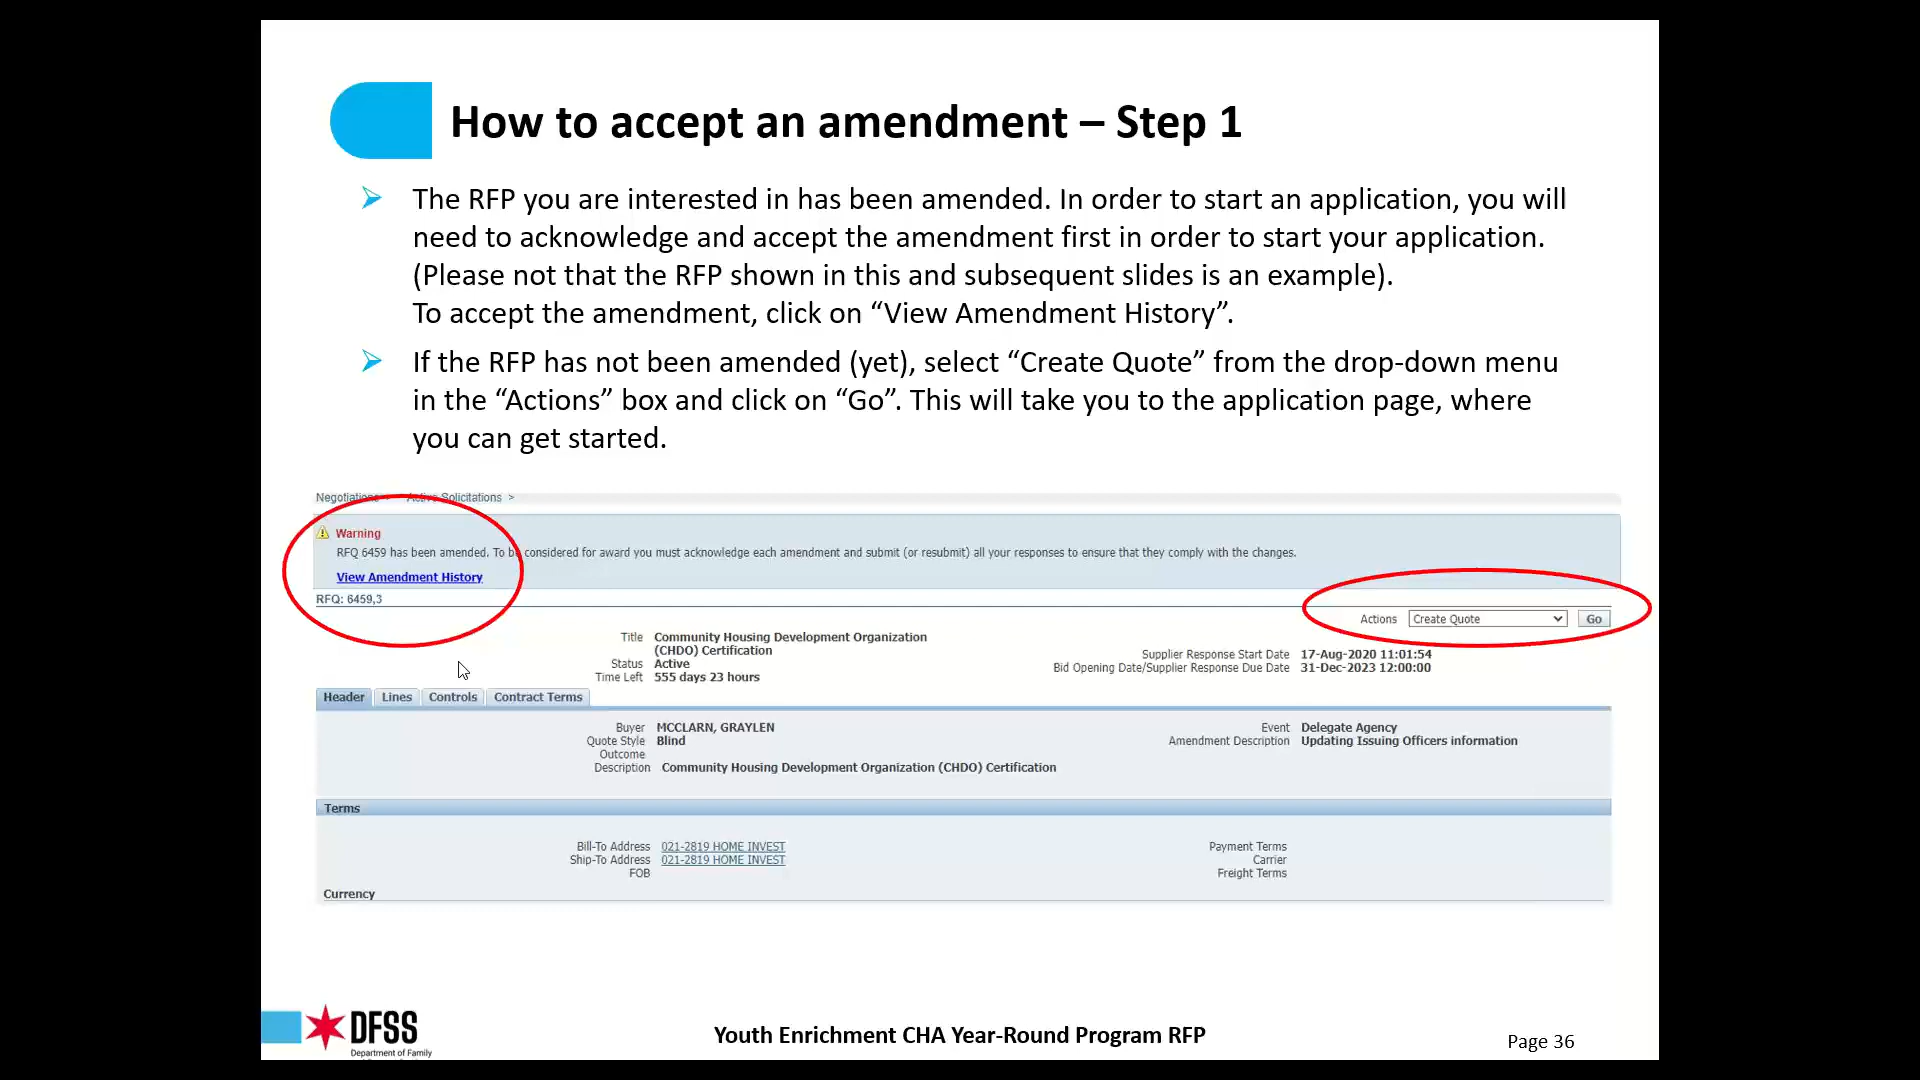 How to accept an amendment – Step 1
The RFP you are interested in has been amended. In order to start an application, you will
need to acknowledge and accept the amendment first in order to start your application.
(Please not that the RFP shown in this and subsequent slides is an example).
To accept the amendment, click on “View Amendment History”.
If the RFP has not been amended (yet), select “Create Quote” from the drop-down menu
in the “Actions” box and click on “Go”. This will take you to the application page, where
you can get started.
Negotiations > Active Solicitations >
Warning
RFQ 6459 has been amended. To be considered for award you must acknowledge each amendment and submit (or resubmit) all your responses to ensure that they comply with the changes.
View Amendment History
RFQ: 6459,3
Actions Create Quote Go
Title Community Housing Development Organization
(CHDO) Certification
Status Active
Time Left 555 days 23 hours
Supplier Response Start Date 17-Aug-2020 11:01:54
Bid Opening Date/Supplier Response Due Date 31-Dec-2023 12:00:00
Header Lines Controls Contract Terms
Buyer MCCLARN, GRAYLEN
Quote Style Blind
Outcome
Description Community Housing Development Organization (CHDO) Certification
Event Delegate Agency
Amendment Description Updating Issuing Officers information
Terms
Bill-To Address 021-2819 HOME INVEST
Ship-To Address 021-2819 HOME INVEST
FOB
Payment Terms
Carrier
Freight Terms
Currency
DFSS
Department of Family
Youth Enrichment CHA Year-Round Program RFP
Page 36